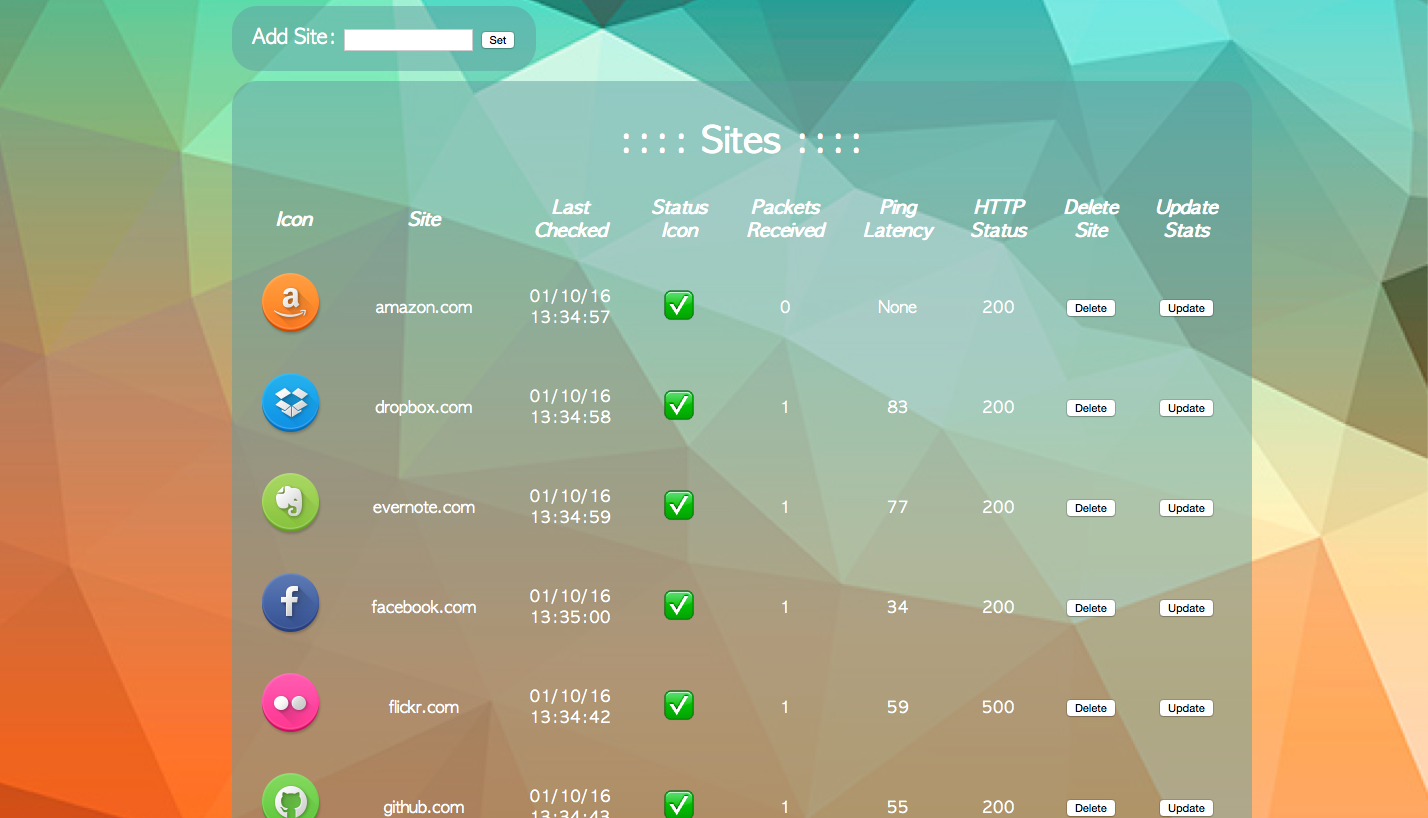 Add Site: Set
:::: Sites ::::
Icon Site Last Checked Status Icon Packets Received Ping Latency HTTP Status Delete Site Update Stats
amazon.com 01/10/16 13:34:57 0 None 200 Delete Update
dropbox.com 01/10/16 13:34:58 1 83 200 Delete Update
evernote.com 01/10/16 13:34:59 1 77 200 Delete Update
facebook.com 01/10/16 13:35:00 1 34 200 Delete Update
flickr.com 01/10/16 13:34:42 1 59 500 Delete Update
github.com 01/10/16 13:34:43 1 55 200 Delete Update